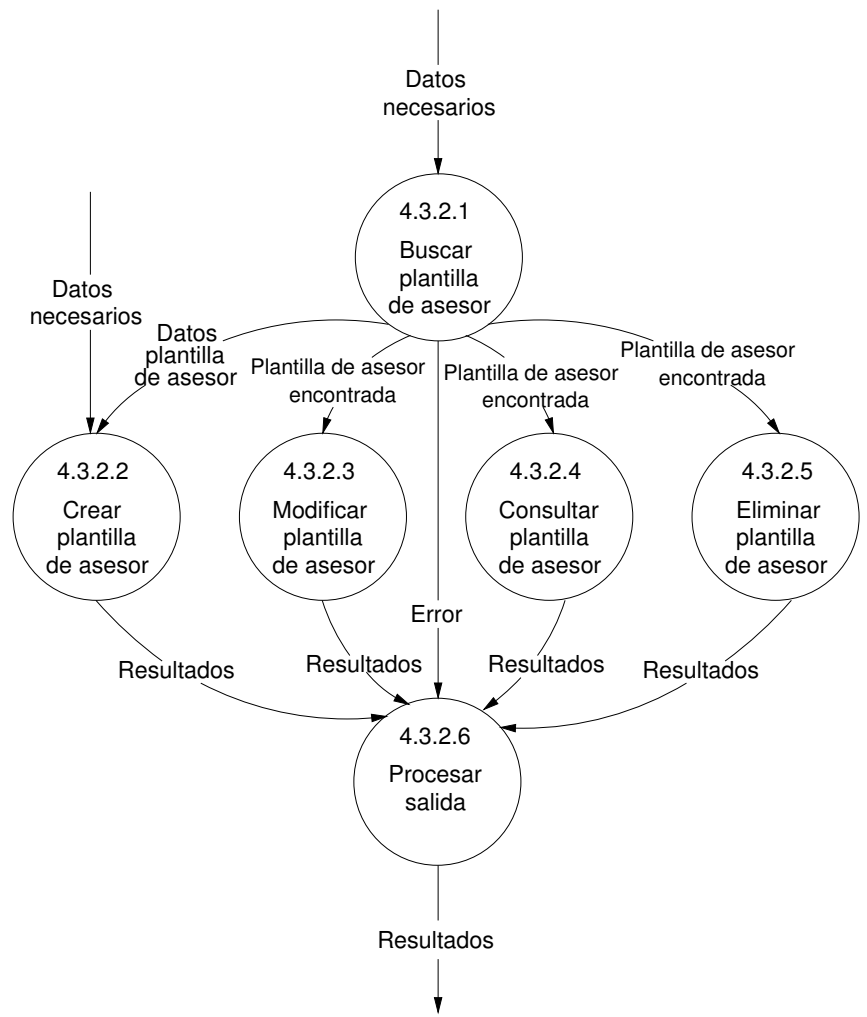 Datos
necesarios
4.3.2.1
Buscar
plantilla
de asesor
Datos
necesarios
Datos
plantilla
de asesor
Plantilla de asesor
encontrada
Plantilla de asesor
encontrada
Plantilla de asesor
encontrada
4.3.2.2
Crear
plantilla
de asesor
4.3.2.3
Modificar
plantilla
de asesor
4.3.2.4
Consultar
plantilla
de asesor
4.3.2.5
Eliminar
plantilla
de asesor
Error
Resultados
Resultados
Resultados
Resultados
4.3.2.6
Procesar
salida
Resultados